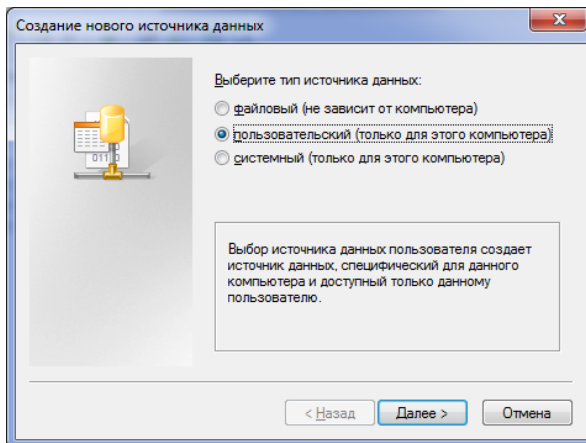 Создание нового источника данных
Выберите тип источника данных:
файловый (не зависит от компьютера)
пользовательский (только для этого компьютера)
системный (только для этого компьютера)
011 0
Выбор источника данных пользователя создает
источник данных, специфический для данного
компьютера и доступный только данному
пользователю.
< Назад
Далее >
Отмена